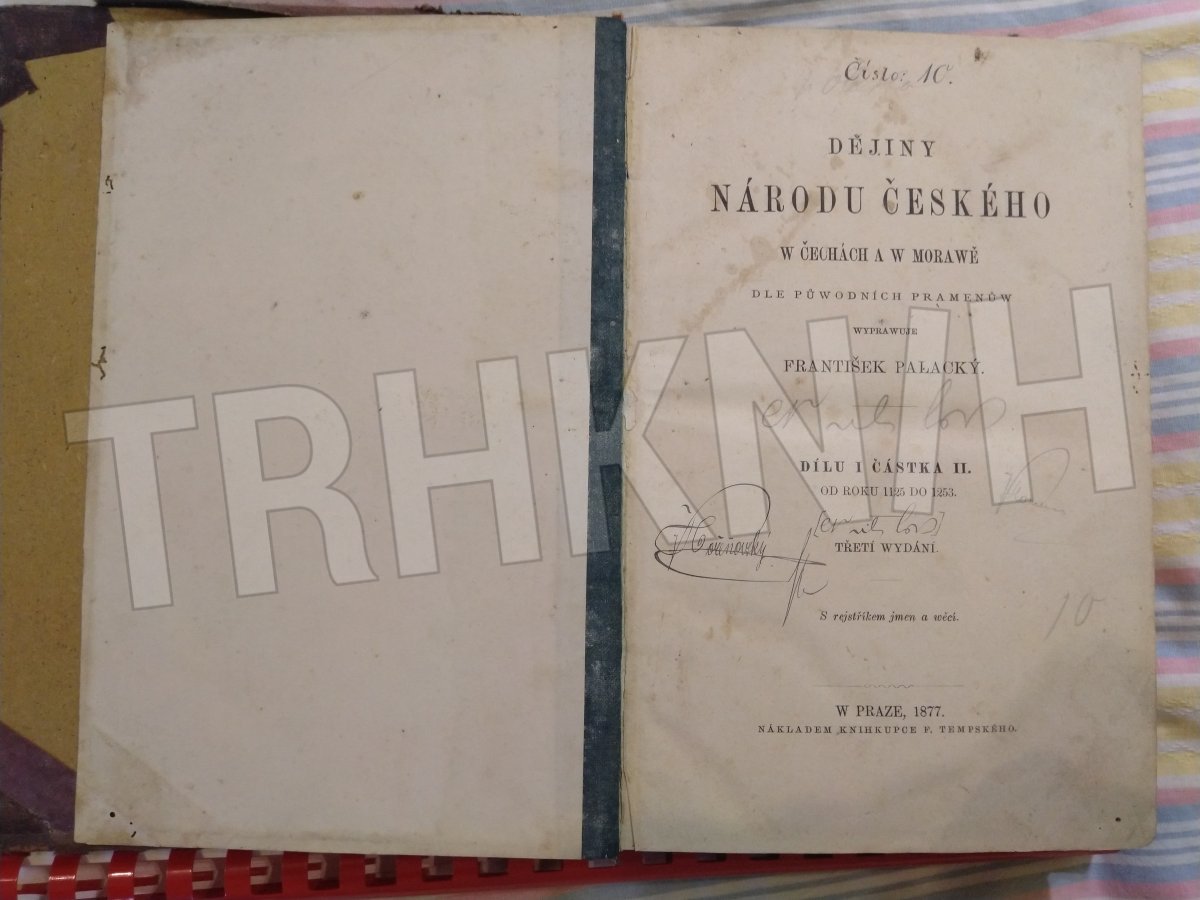 Číslo: 10.
DĚJINY
NÁRODU ČESKÉHO
W ČECHÁCH A W MORAWĚ
DLE PŮWODNÍCH PRAMENŮW
WYPRAWUJE
FRANTIŠEK PALACKÝ.
DÍLU I ČÁSTKA II.
OD ROKU 1125 DO 1253.
TŘETÍ WYDÁNÍ.
S rejstříkem jmen a wěcí.
10
W PRAZE, 1877.
NÁKLADEM KNIHKUPCE F. TEMPSKÉHO.
TRHKNIH